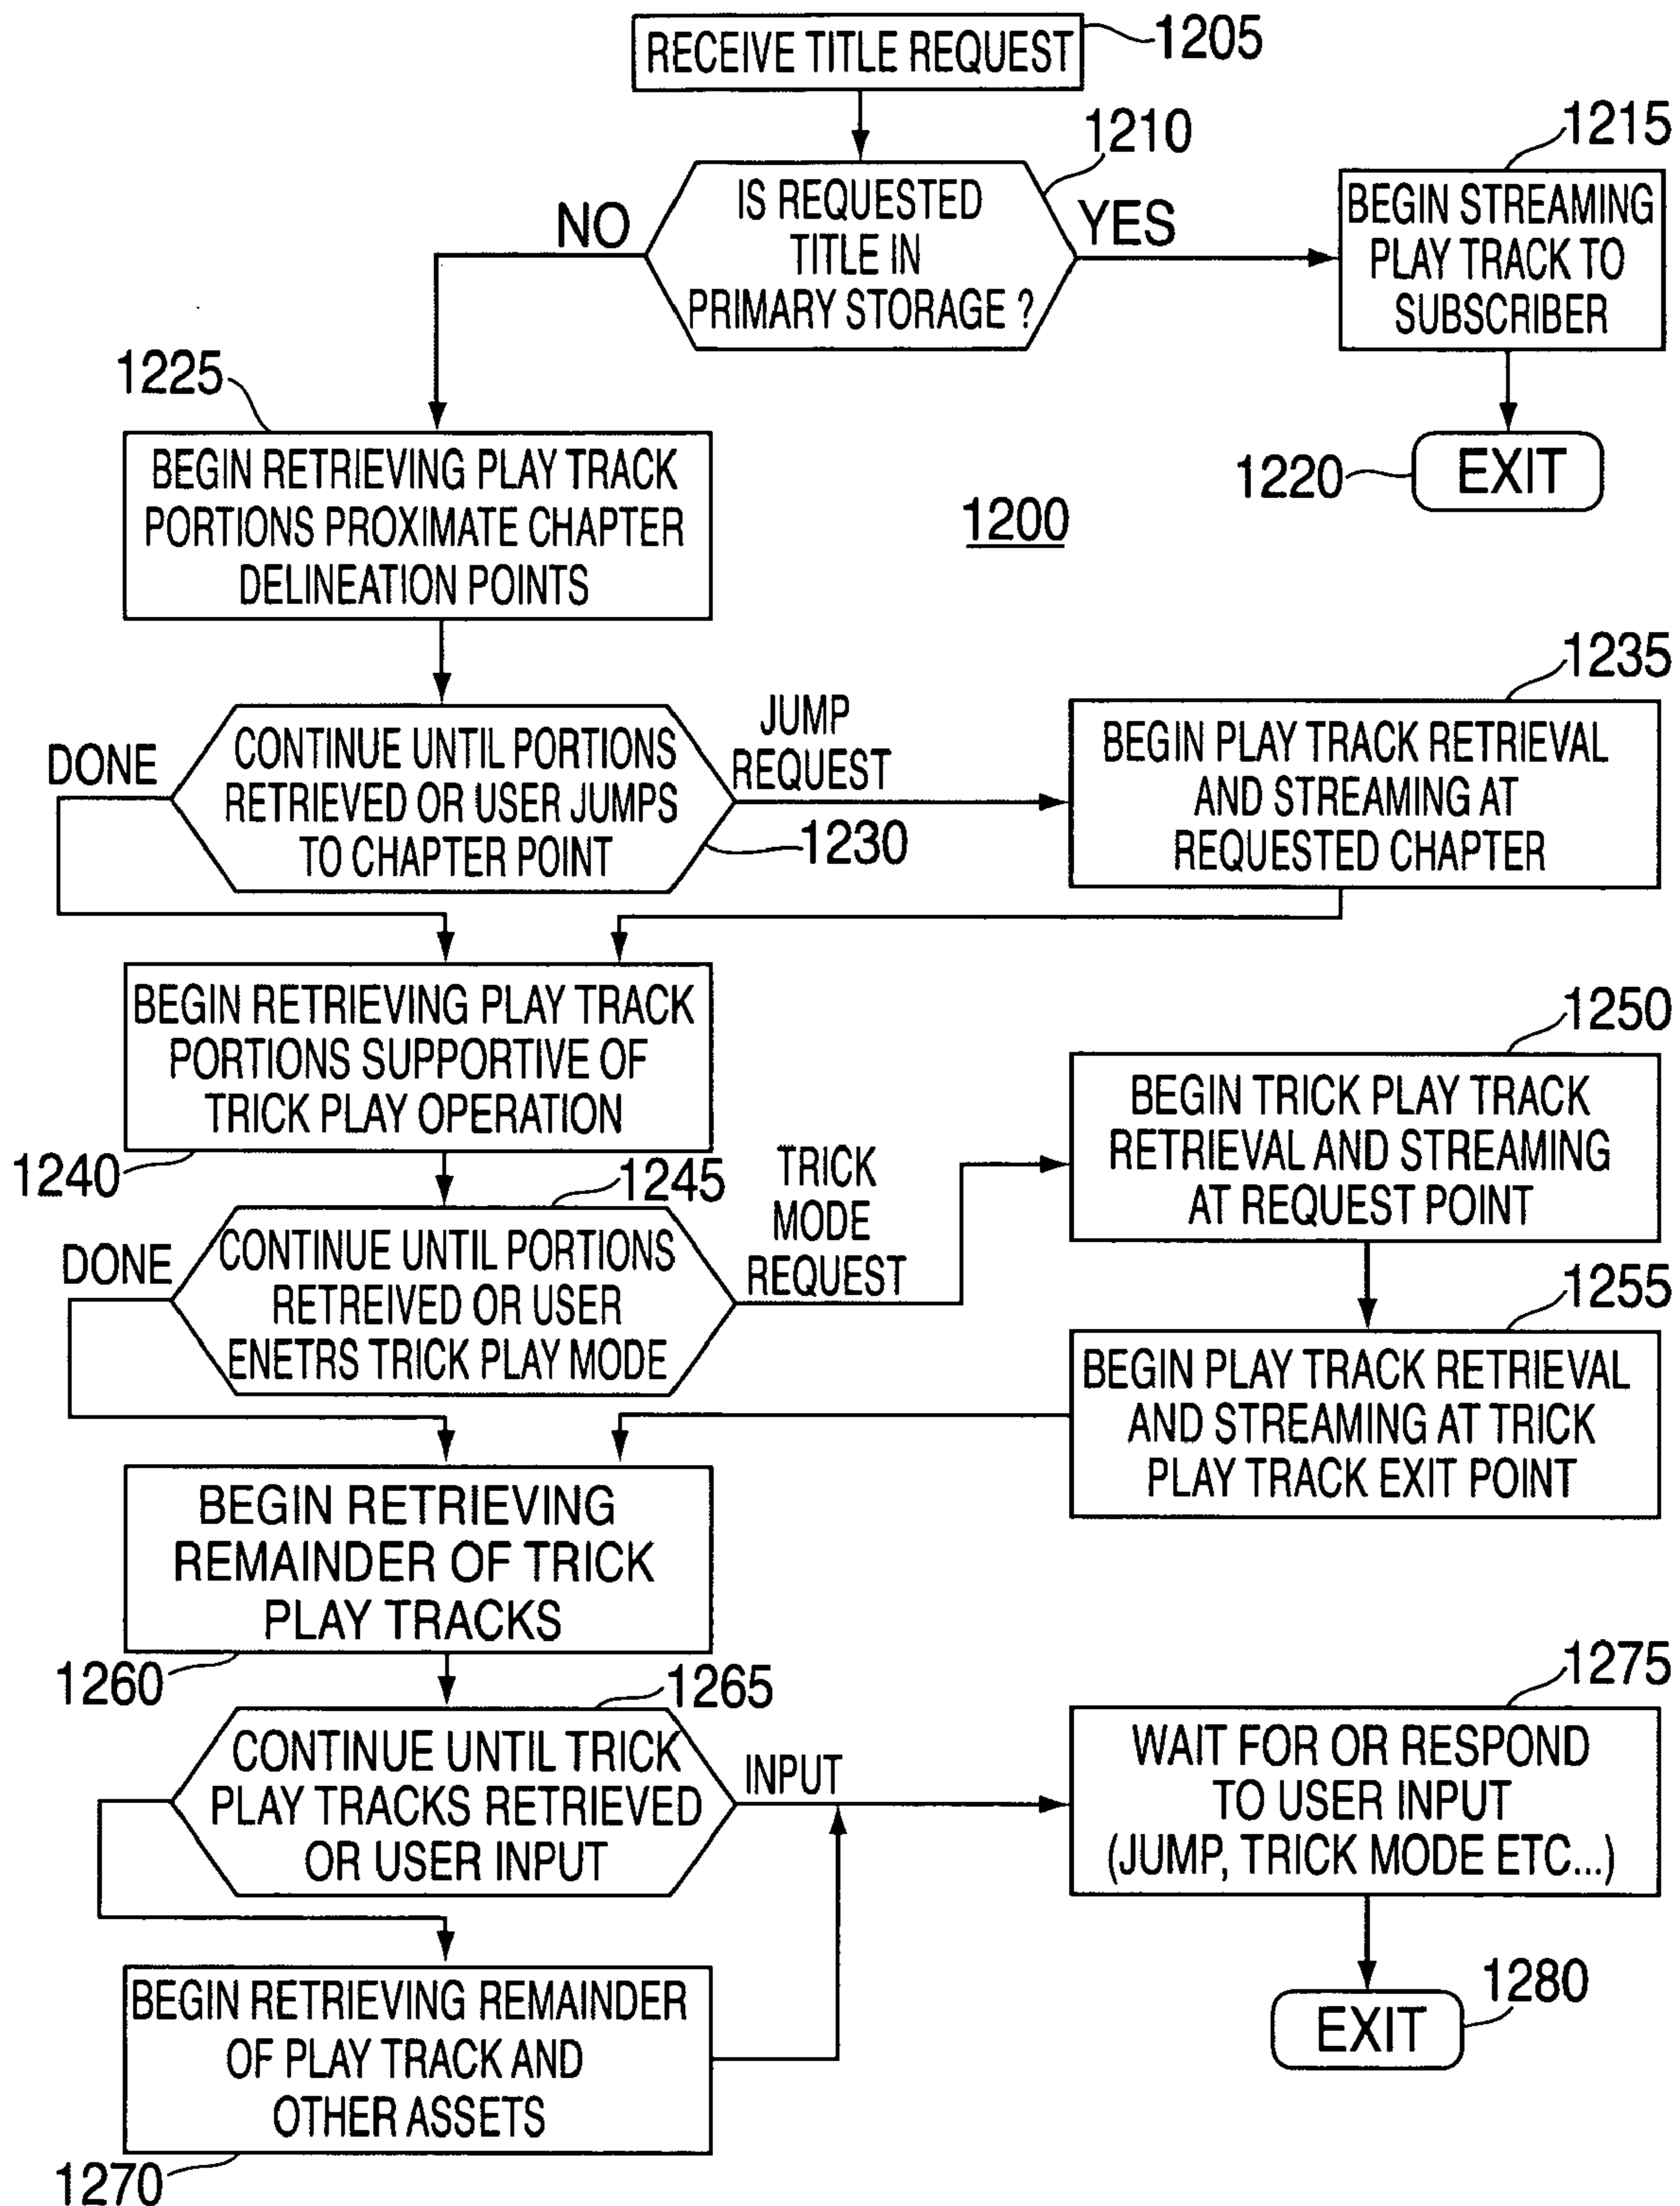 RECEIVE TITLE REQUEST
1205
1210
IS REQUESTED
TITLE IN
PRIMARY STORAGE ?
NO
YES
1215
BEGIN STREAMING
PLAY TRACK TO
SUBSCRIBER
1220
EXIT
1200
1225
BEGIN RETRIEVING PLAY TRACK
PORTIONS PROXIMATE CHAPTER
DELINEATION POINTS
DONE
CONTINUE UNTIL PORTIONS
RETRIEVED OR USER JUMPS
TO CHAPTER POINT
1230
JUMP
REQUEST
1235
BEGIN PLAY TRACK RETRIEVAL
AND STREAMING AT
REQUESTED CHAPTER
BEGIN RETRIEVING PLAY TRACK
PORTIONS SUPPORTIVE OF
TRICK PLAY OPERATION
1240
1245
DONE
CONTINUE UNTIL PORTIONS
RETREIVED OR USER
ENETRS TRICK PLAY MODE
TRICK
MODE
REQUEST
1250
BEGIN TRICK PLAY TRACK
RETRIEVAL AND STREAMING
AT REQUEST POINT
1255
BEGIN PLAY TRACK RETRIEVAL
AND STREAMING AT TRICK
PLAY TRACK EXIT POINT
BEGIN RETRIEVING
REMAINDER OF TRICK
PLAY TRACKS
1260
1265
CONTINUE UNTIL TRICK
PLAY TRACKS RETRIEVED
OR USER INPUT
INPUT
1275
WAIT FOR OR RESPOND
TO USER INPUT
(JUMP, TRICK MODE ETC...)
BEGIN RETRIEVING REMAINDER
OF PLAY TRACK AND
OTHER ASSETS
1270
1280
EXIT